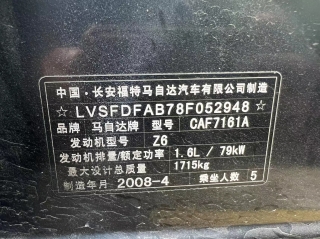 中国·长安福特马自达汽车有限公司制造
☆ LVSFDFAB78F052948 ☆
品牌 马自达牌 型号 CAF7161A
发动机型号 Z6
发动机排量/功率 1.6L / 79kW
最大设计总质量 1715kg
制造年月 2008-4 乘坐人数 5